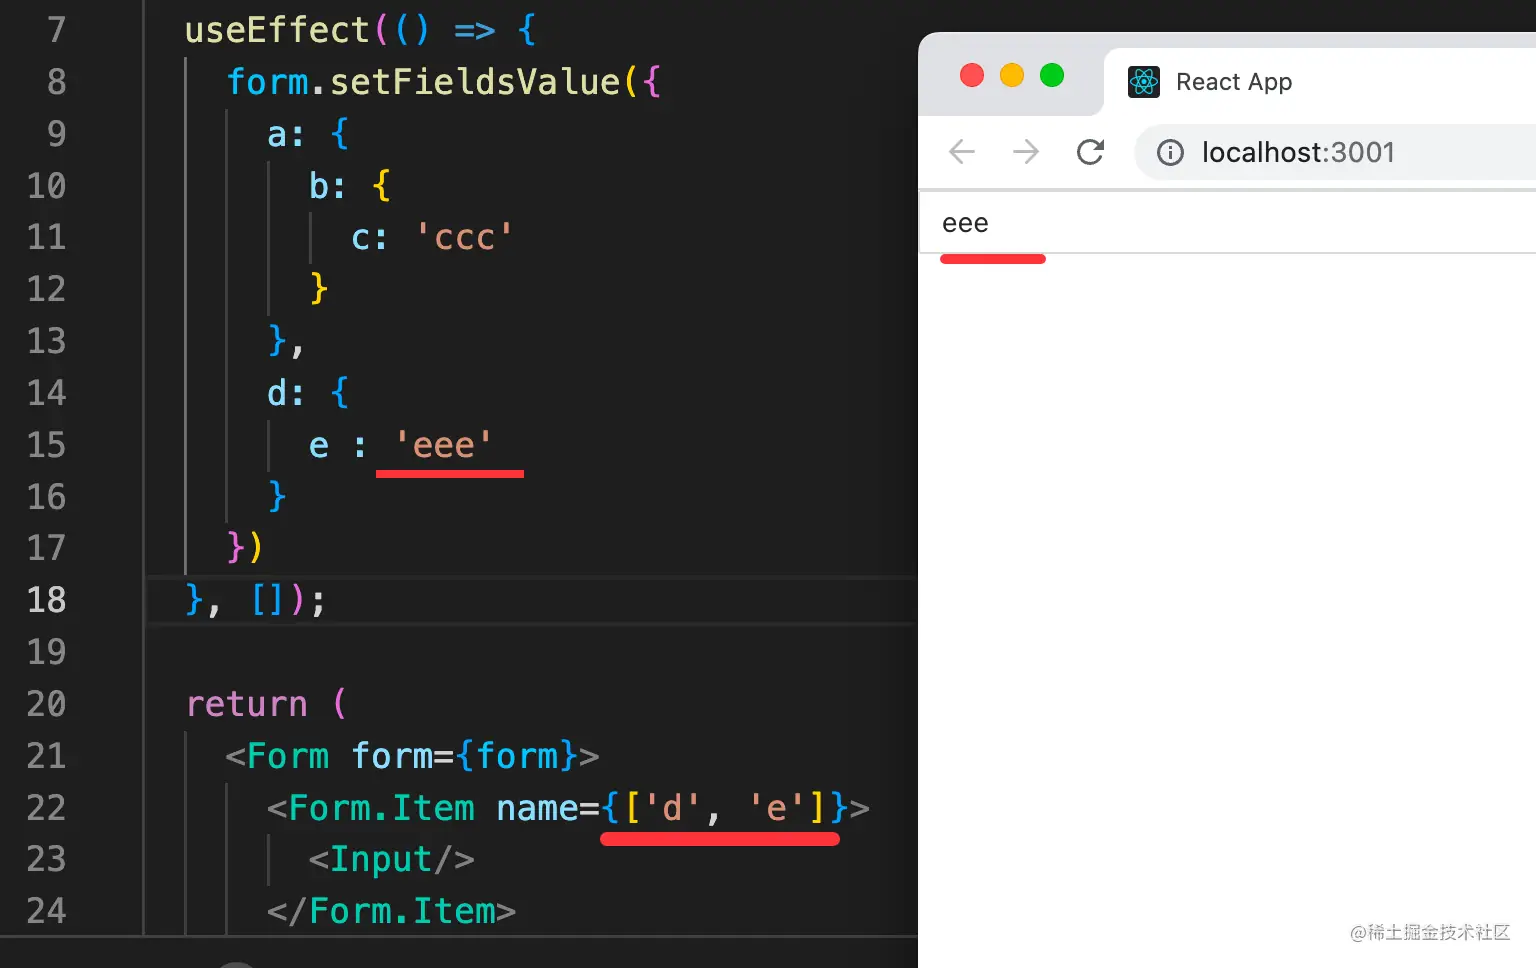 7 useEffect(() => {
8 form.setFieldsValue({
9 a: {
10 b: {
11 c: 'ccc'
12 }
13 },
14 d: {
15 e : 'eee'
16 }
17 })
18 }, []);
19
20 return (
21 <Form form={form}>
22 <Form.Item name={['d', 'e']}>
23 <Input/>
24 </Form.Item>
React App
localhost:3001
eee
@稀土掘金技术社区